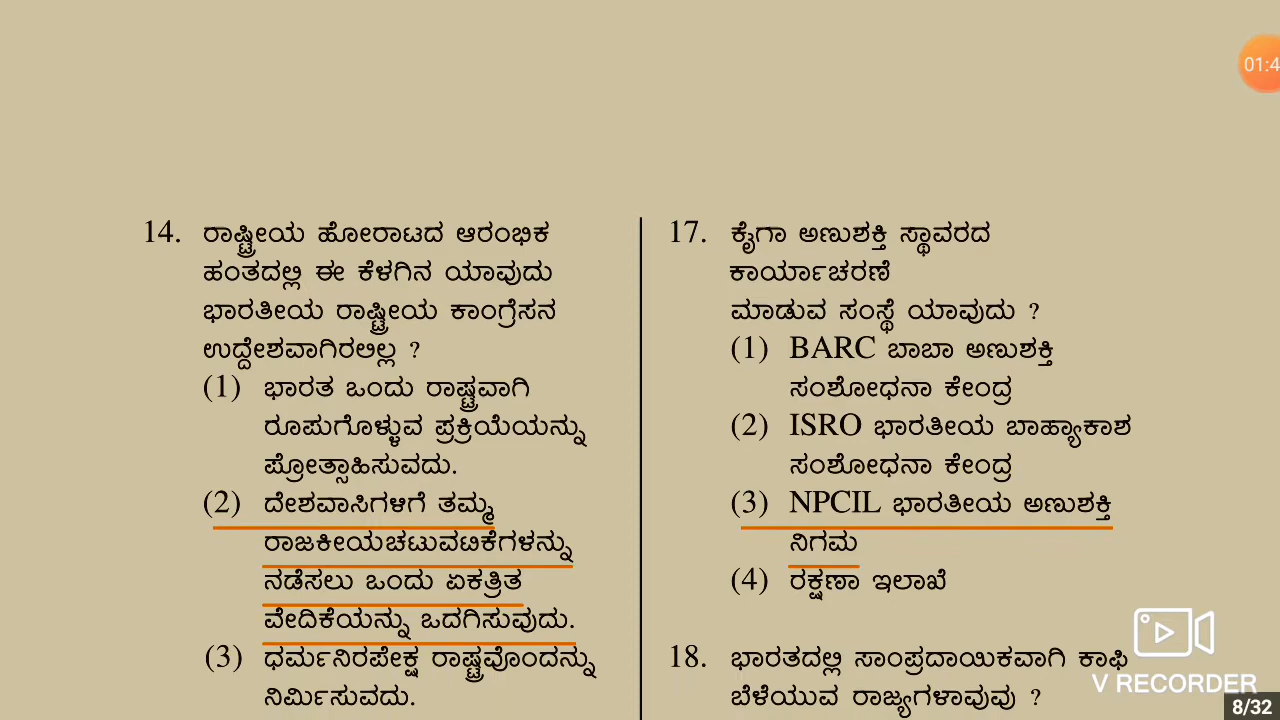 01:4
14. ರಾಷ್ಟ್ರೀಯ ಹೋರಾಟದ ಆರಂಭಿಕ
ಹಂತದಲ್ಲಿ ಈ ಕೆಳಗಿನ ಯಾವುದು
ಭಾರತೀಯ ರಾಷ್ಟ್ರೀಯ ಕಾಂಗ್ರೆಸನ
ಉದ್ದೇಶವಾಗಿರಲಿಲ್ಲ ?
(1) ಭಾರತ ಒಂದು ರಾಷ್ಟ್ರವಾಗಿ
ರೂಪುಗೊಳ್ಳುವ ಪ್ರಕ್ರಿಯೆಯನ್ನು
ಪ್ರೋತ್ಸಾಹಿಸುವದು.
(2) ದೇಶವಾಸಿಗಳಿಗೆ ತಮ್ಮ
ರಾಜಕೀಯಚಟುವಟಿಕೆಗಳನ್ನು
ನಡೆಸಲು ಒಂದು ಏಕತ್ರಿತ
ವೇದಿಕೆಯನ್ನು ಒದಗಿಸುವುದು.
(3) ಧರ್ಮನಿರಪೇಕ್ಷ ರಾಷ್ಟ್ರವೊಂದನ್ನು
ನಿರ್ಮಿಸುವದು.
17. ಕೈಗಾ ಅಣುಶಕ್ತಿ ಸ್ಥಾವರದ
ಕಾರ್ಯಾಚರಣೆ
ಮಾಡುವ ಸಂಸ್ಥೆ ಯಾವುದು ?
(1) BARC ಬಾಬಾ ಅಣುಶಕ್ತಿ
ಸಂಶೋಧನಾ ಕೇಂದ್ರ
(2) ISRO ಭಾರತೀಯ ಬಾಹ್ಯಾಕಾಶ
ಸಂಶೋಧನಾ ಕೇಂದ್ರ
(3) NPCIL ಭಾರತೀಯ ಅಣುಶಕ್ತಿ
ನಿಗಮ
(4) ರಕ್ಷಣಾ ಇಲಾಖೆ
18. ಭಾರತದಲ್ಲಿ ಸಾಂಪ್ರದಾಯಿಕವಾಗಿ ಕಾಫಿ
ಬೆಳೆಯುವ ರಾಜ್ಯಗಳಾವುವು ?
V RECORDER
8/32